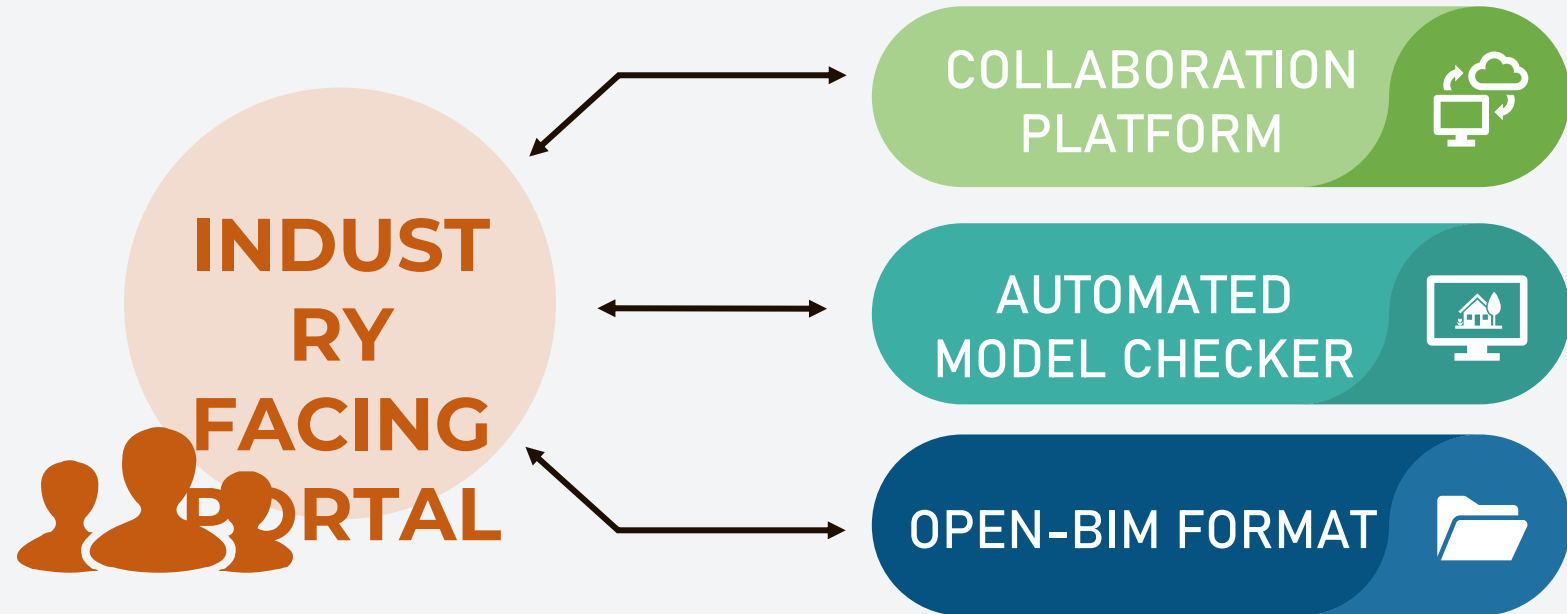 INDUST
RY
FACING
PORTAL
COLLABORATION
PLATFORM
AUTOMATED
MODEL CHECKER
OPEN-BIM FORMAT